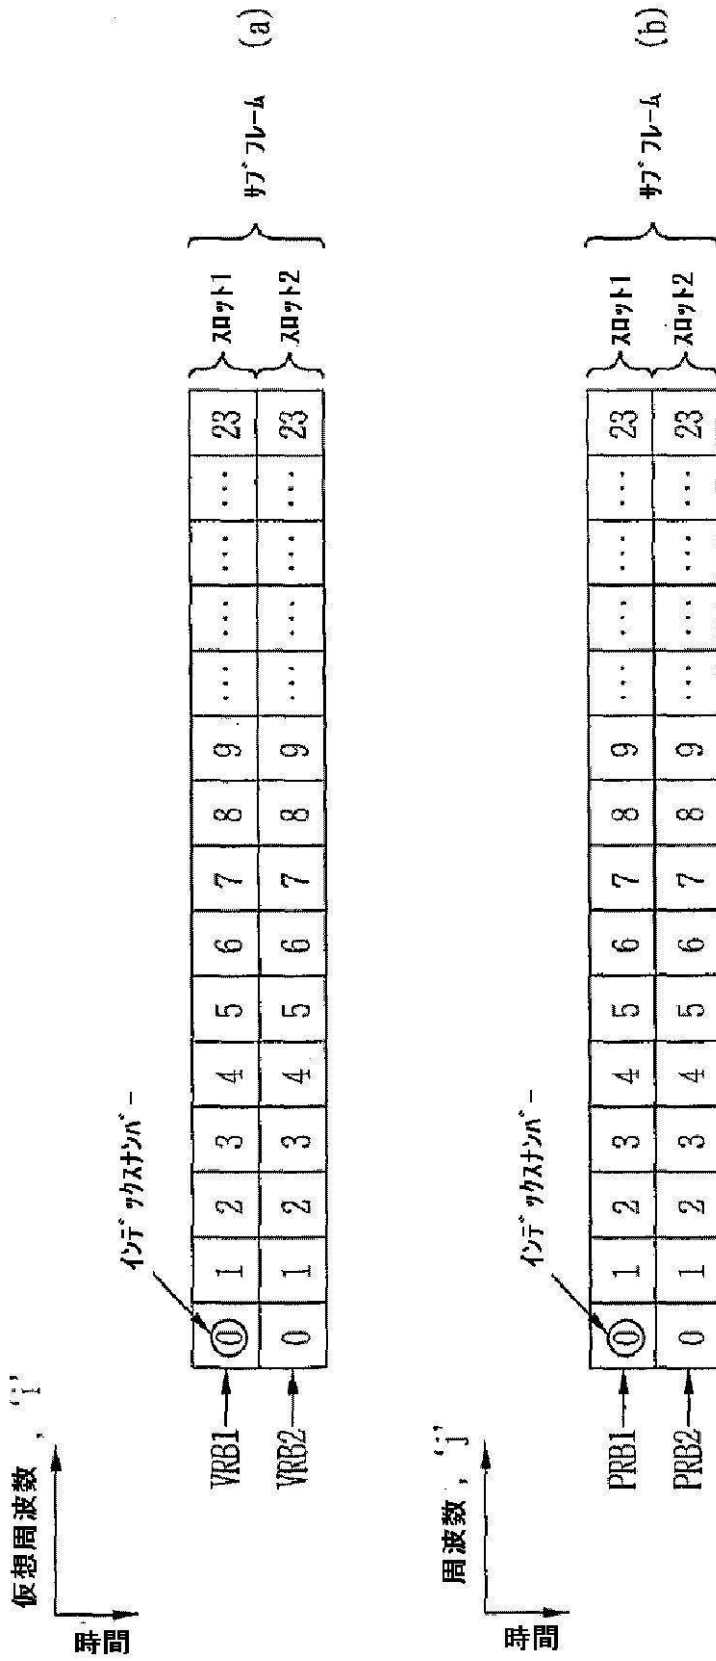 仮想周波数, 'i'
時間
インデックスナンバー
VRB1 0 1 2 3 4 5 6 7 8 9 ... ... ... ... 23 スロット1
VRB2 0 1 2 3 4 5 6 7 8 9 ... ... ... ... 23 スロット2
サブフレーム
(a)
周波数, 'j'
時間
インデックスナンバー
PRB1 0 1 2 3 4 5 6 7 8 9 ... ... ... ... 23 スロット1
PRB2 0 1 2 3 4 5 6 7 8 9 ... ... ... ... 23 スロット2
サブフレーム
(b)